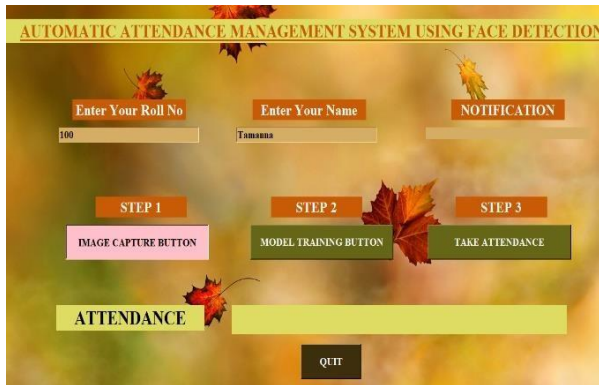 AUTOMATIC ATTENDANCE MANAGEMENT SYSTEM USING FACE DETECTION
Enter Your Roll No Enter Your Name NOTIFICATION
100 Tamanna
STEP 1 STEP 2 STEP 3
IMAGE CAPTURE BUTTON MODEL TRAINING BUTTON TAKE ATTENDANCE
ATTENDANCE
QUIT